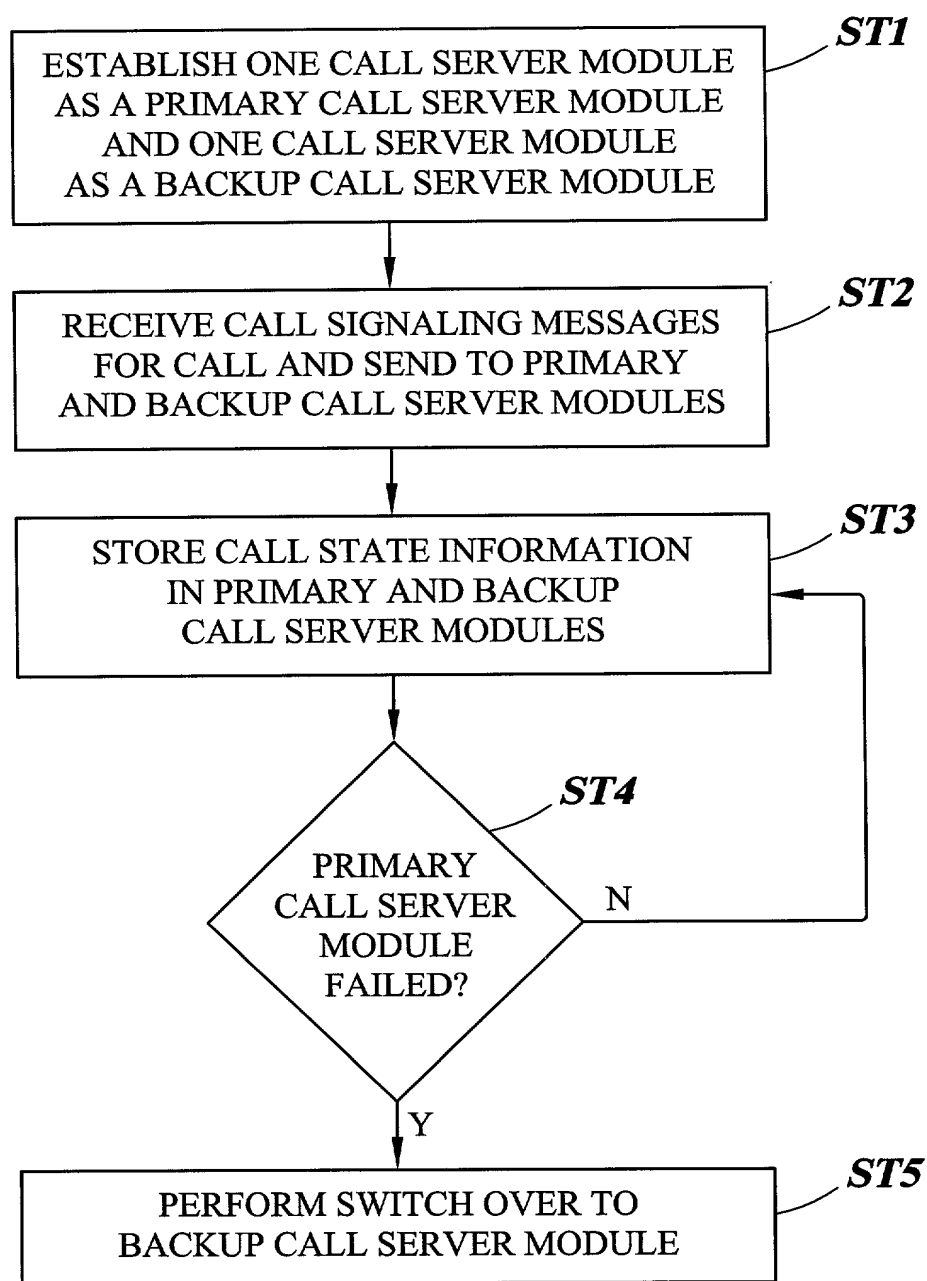 ST1
ESTABLISH ONE CALL SERVER MODULE
AS A PRIMARY CALL SERVER MODULE
AND ONE CALL SERVER MODULE
AS A BACKUP CALL SERVER MODULE
ST2
RECEIVE CALL SIGNALING MESSAGES
FOR CALL AND SEND TO PRIMARY
AND BACKUP CALL SERVER MODULES
ST3
STORE CALL STATE INFORMATION
IN PRIMARY AND BACKUP
CALL SERVER MODULES
ST4
PRIMARY
CALL SERVER
MODULE
FAILED?
N
Y
ST5
PERFORM SWITCH OVER TO
BACKUP CALL SERVER MODULE